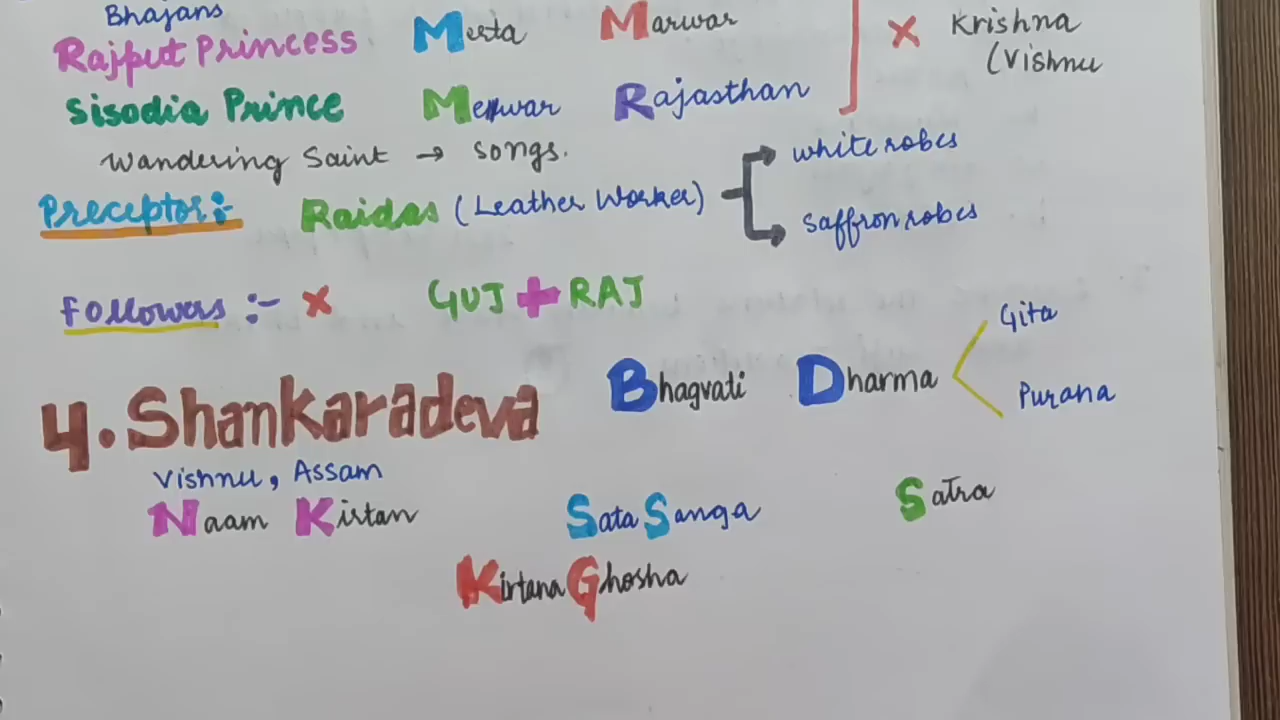 Bhajans
Rajput Princess Merta Marwar × Krishna
(Vishnu
Sisodia Prince Mewar Rajasthan
Wandering Saint → songs.
Preceptor:- Raidas (Leather Worker) white robes
saffron robes
Followers :- × GUJ + RAJ
4. Shankaradeva Bhagvati Dharma Gita
Purana
Vishnu, Assam
Naam Kirtan Sata Sanga Satra
Kirtana Ghosha